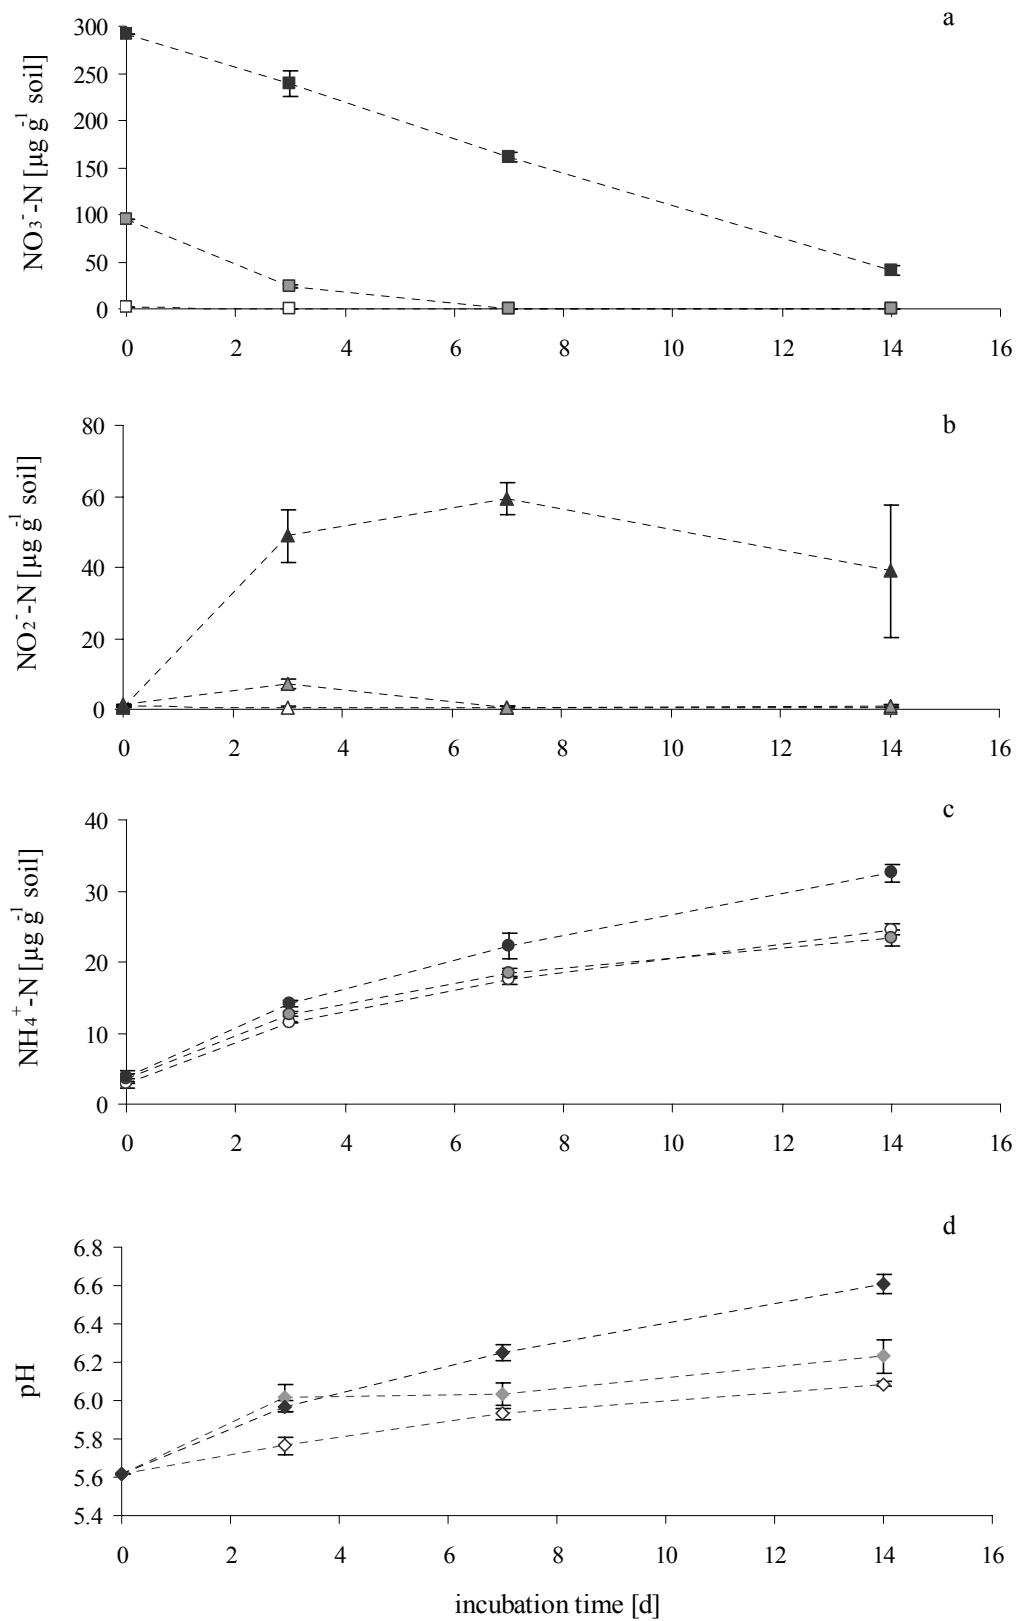 a
300
250
200
150
100
50
0
NO₃⁻-N [µg g⁻¹ soil]
0 2 4 6 8 10 12 14 16
b
80
60
40
20
0
NO₂⁻-N [µg g⁻¹ soil]
0 2 4 6 8 10 12 14 16
c
40
30
20
10
0
NH₄⁺-N [µg g⁻¹ soil]
0 2 4 6 8 10 12 14 16
d
6.8
6.6
6.4
6.2
6.0
5.8
5.6
5.4
pH
0 2 4 6 8 10 12 14 16
incubation time [d]